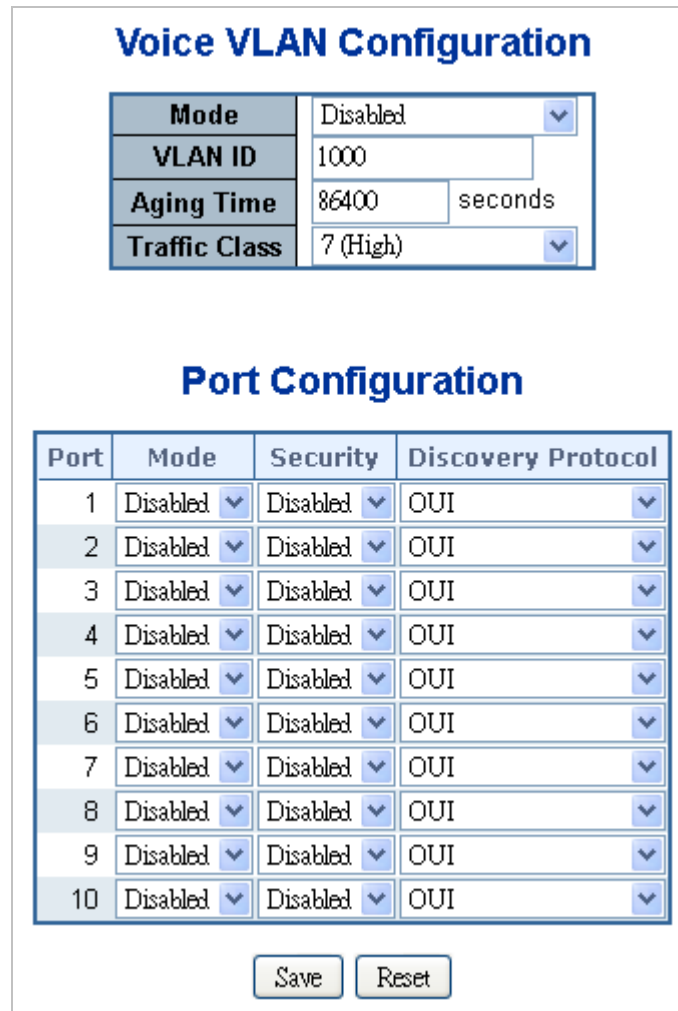 Voice VLAN Configuration
Mode Disabled
VLAN ID 1000
Aging Time 86400 seconds
Traffic Class 7 (High)
Port Configuration
Port Mode Security Discovery Protocol
1 Disabled Disabled OUI
2 Disabled Disabled OUI
3 Disabled Disabled OUI
4 Disabled Disabled OUI
5 Disabled Disabled OUI
6 Disabled Disabled OUI
7 Disabled Disabled OUI
8 Disabled Disabled OUI
9 Disabled Disabled OUI
10 Disabled Disabled OUI
Save Reset